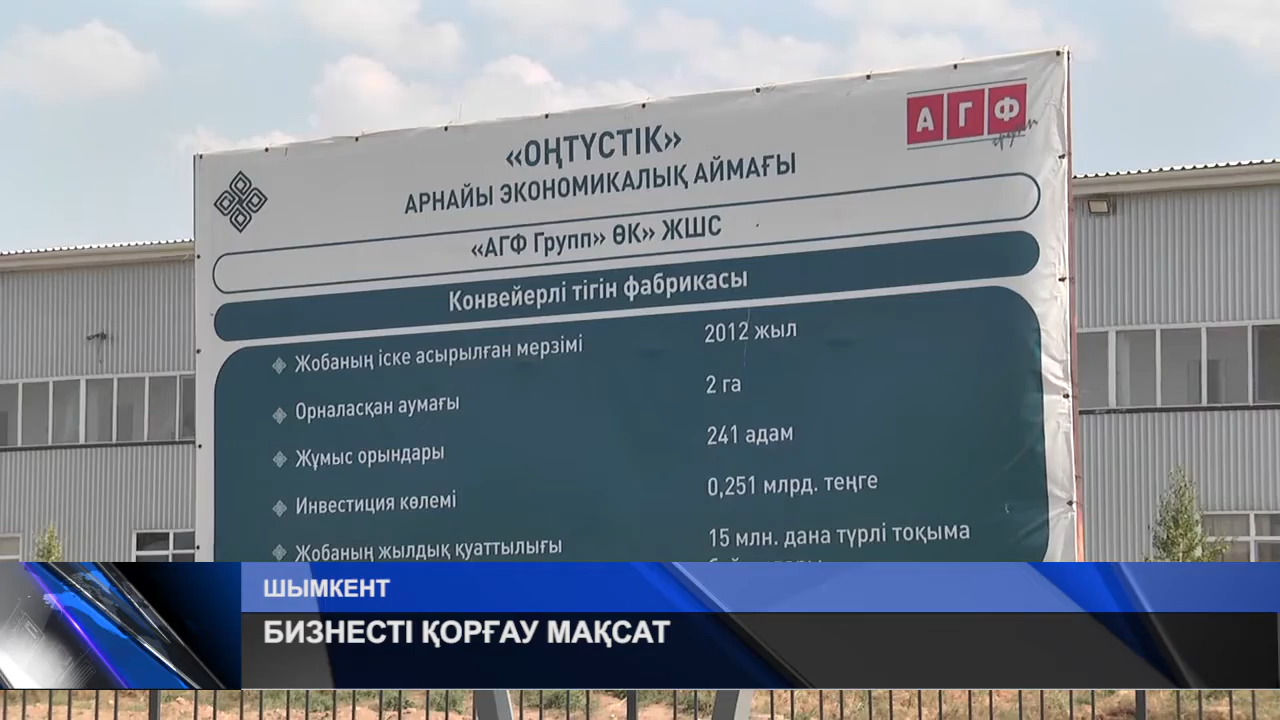 АГФ
групп
«ОҢТҮСТІК»
АРНАЙЫ ЭКОНОМИКАЛЫҚ АЙМАҒЫ
«АГФ Групп» ӨК» ЖШС
Конвейерлі тігін фабрикасы
Жобаның іске асырылған мерзімі 2012 жыл
Орналасқан аумағы 2 га
Жұмыс орындары 241 адам
Инвестиция көлемі 0,251 млрд. теңге
Жобаның жылдық қуаттылығы 15 млн. дана түрлі тоқыма
ШЫМКЕНТ
БИЗНЕСТІ ҚОРҒАУ МАҚСАТ